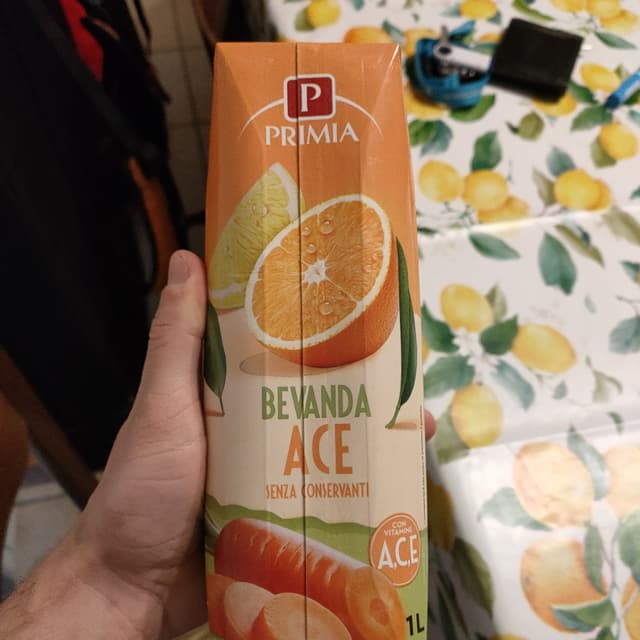 P
PRIMIA
BEVANDA
ACE
SENZA CONSERVANTI
CON
VITAMINE
A,C,E
1L